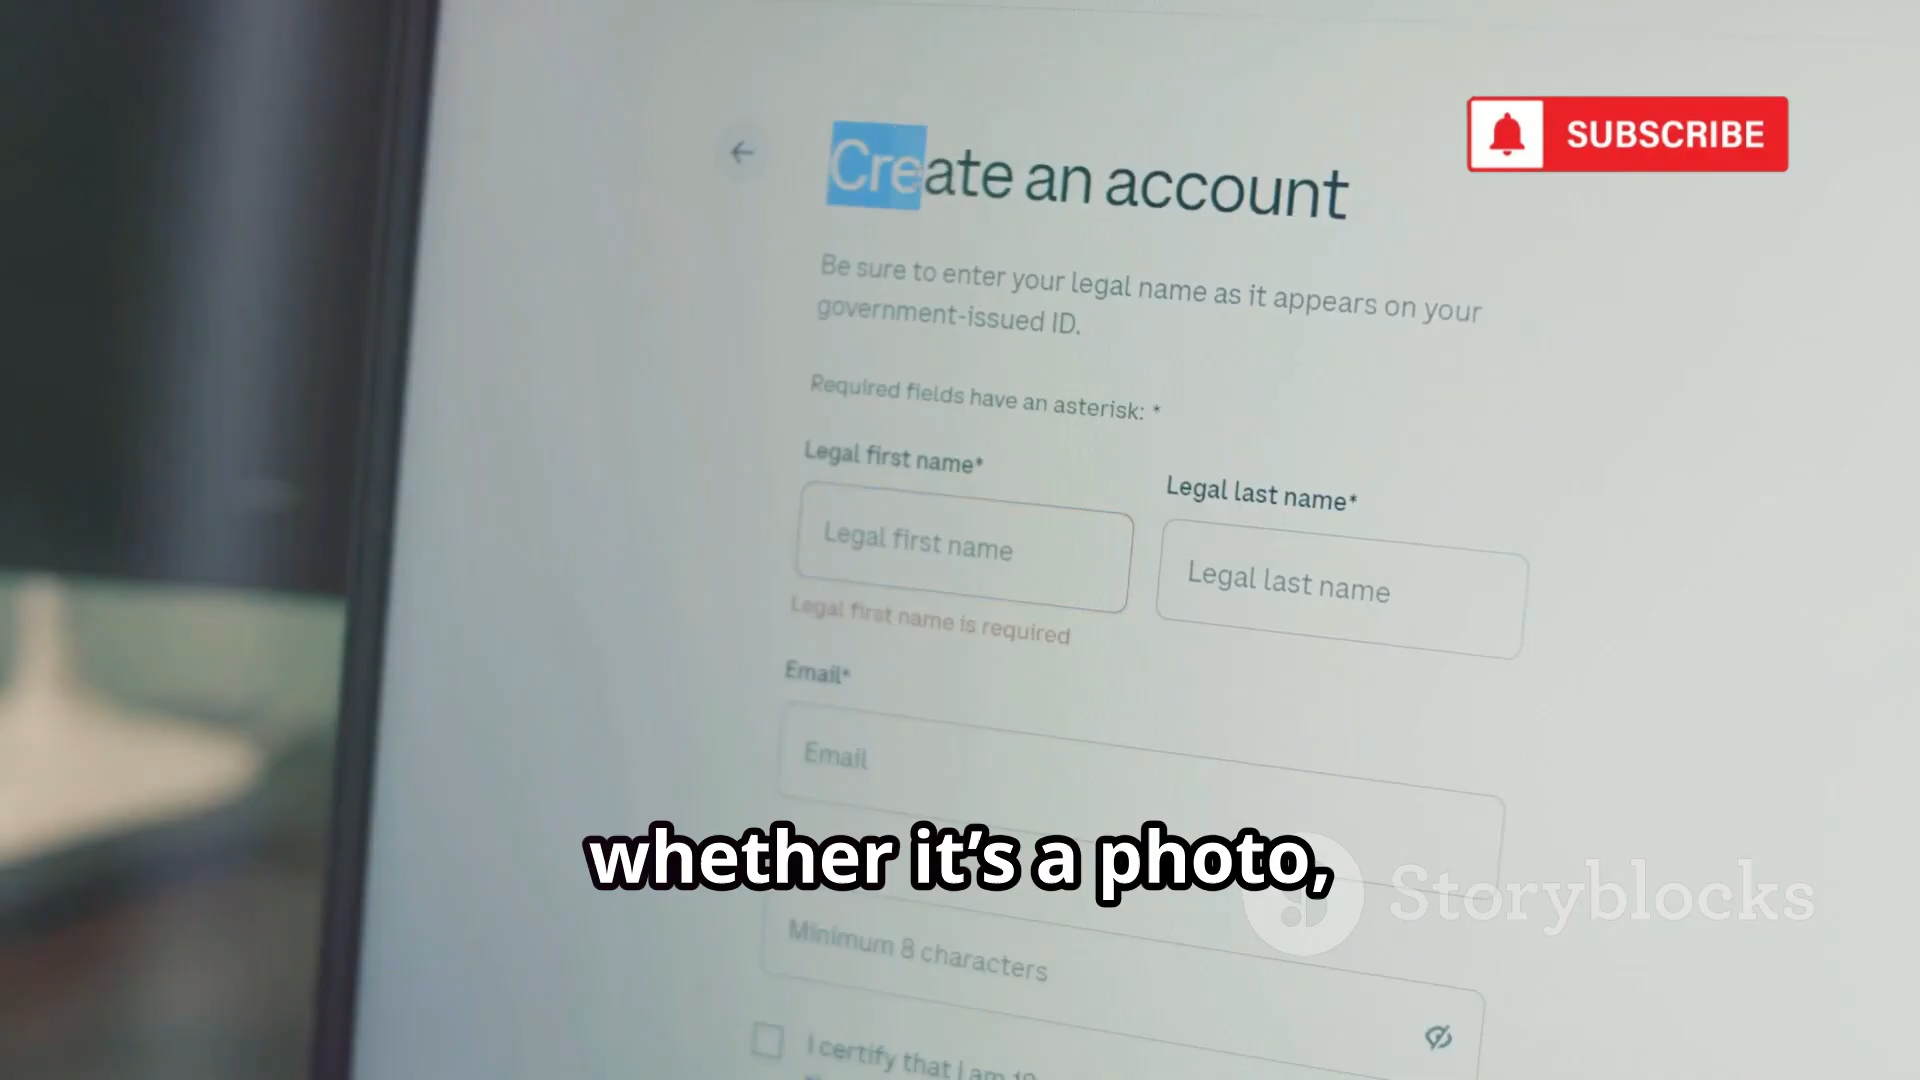 SUBSCRIBE
Create an account
Be sure to enter your legal name as it appears on your
government-issued ID.
Required fields have an asterisk: *
Legal first name*
Legal last name*
Legal first name
Legal last name
Legal first name is required
Email*
Email
whether it’s a photo,
Storyblocks
Minimum 8 characters
I certify that I am